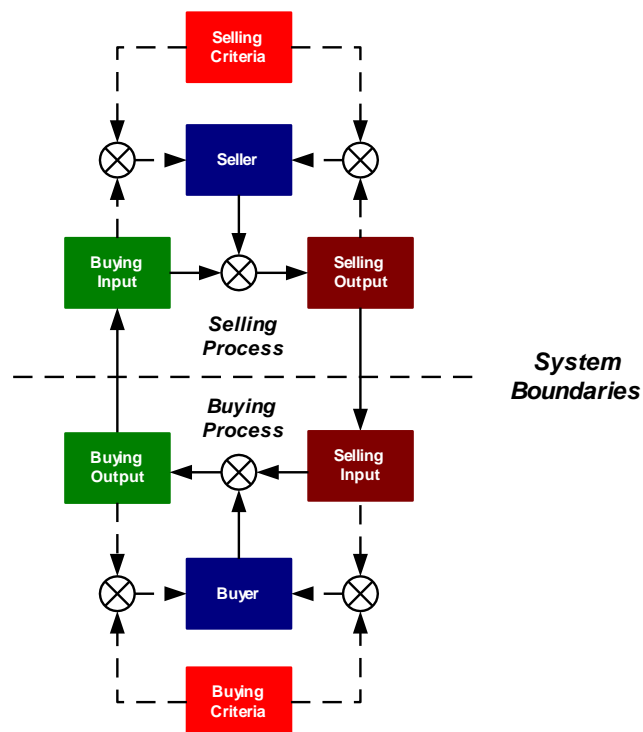 Selling
Criteria
Seller
Buying
Input
Selling
Output
Selling
Process
System
Boundaries
Buying
Process
Buying
Output
Selling
Input
Buyer
Buying
Criteria